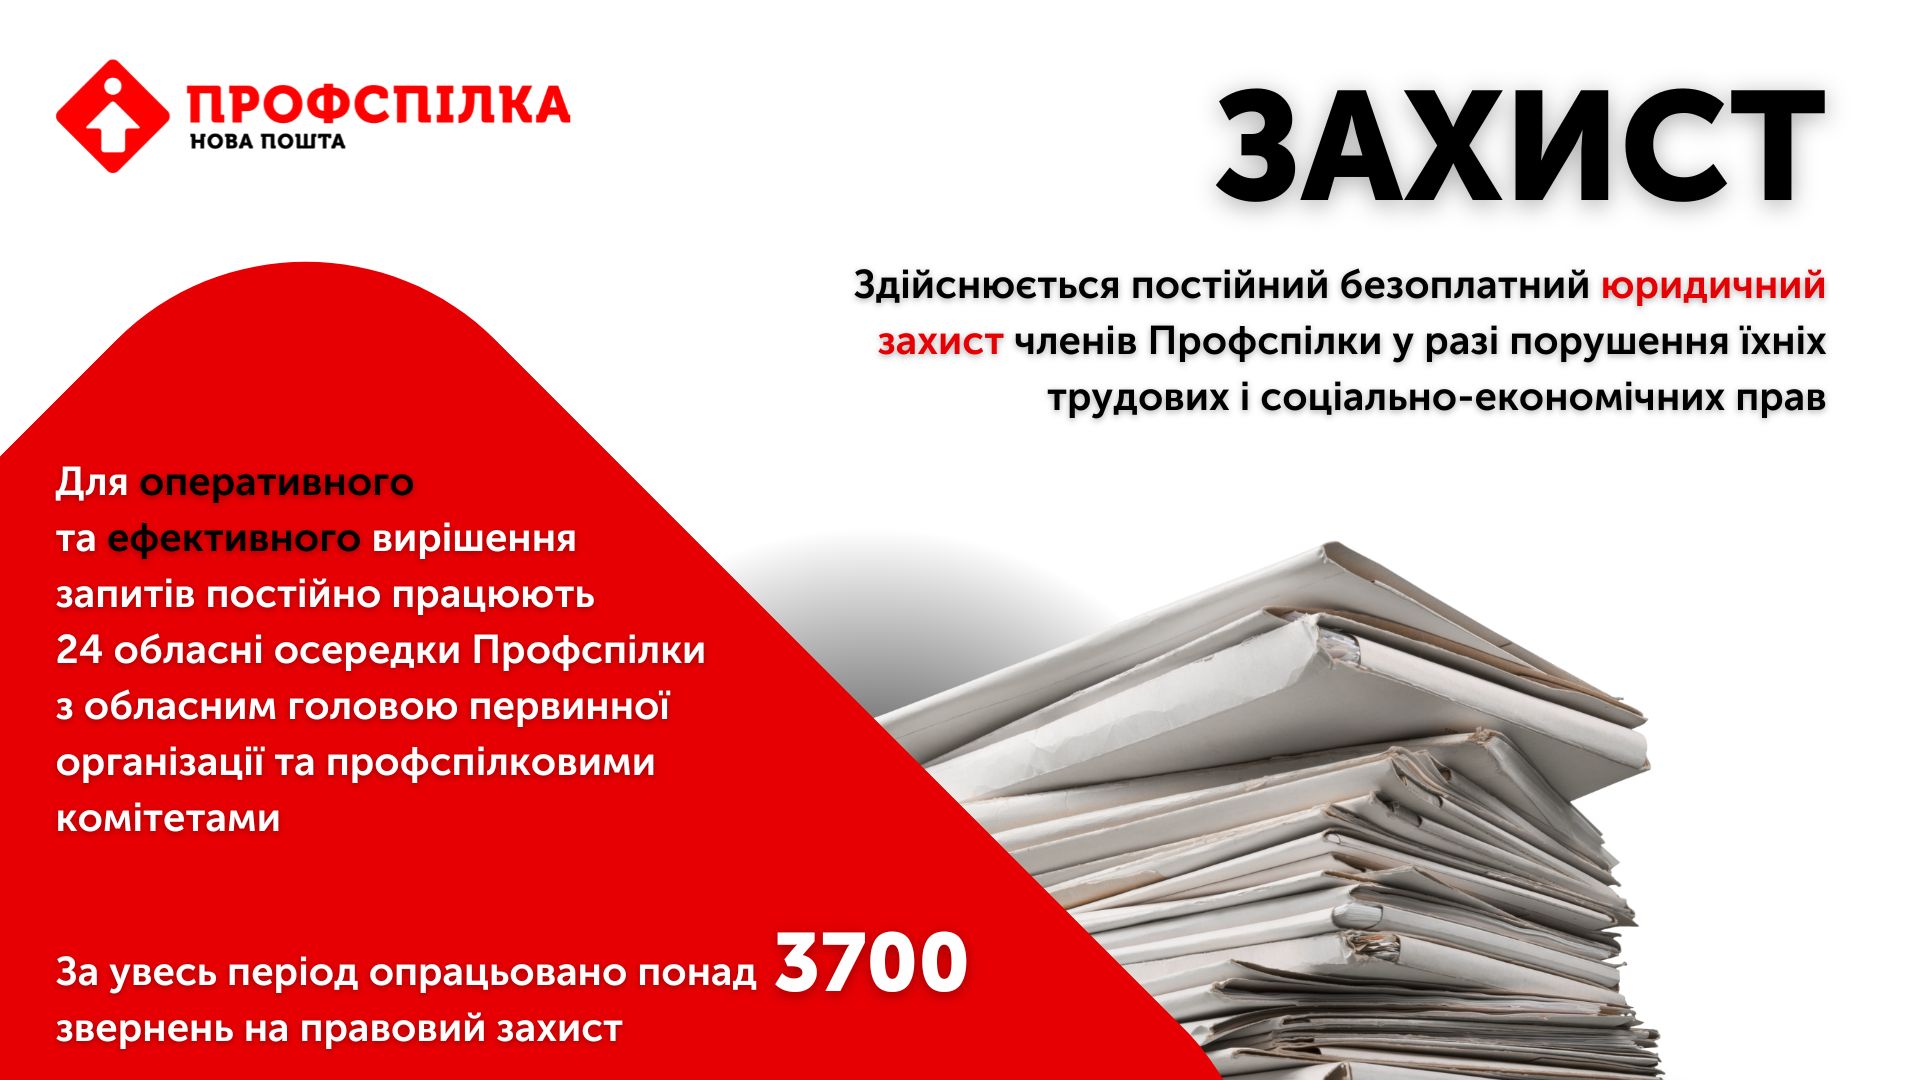 ПРОФСПІЛКА
НОВА ПОШТА
ЗАХИСТ
Здійснюється постійний безоплатний юридичний
захист членів Профспілки у разі порушення їхніх
трудових і соціально-економічних прав
Для оперативного
та ефективного вирішення
запитів постійно працюють
24 обласні осередки Профспілки
з обласним головою первинної
організації та профспілковими
комітетами
За увесь період опрацьовано понад 3700
звернень на правовий захист